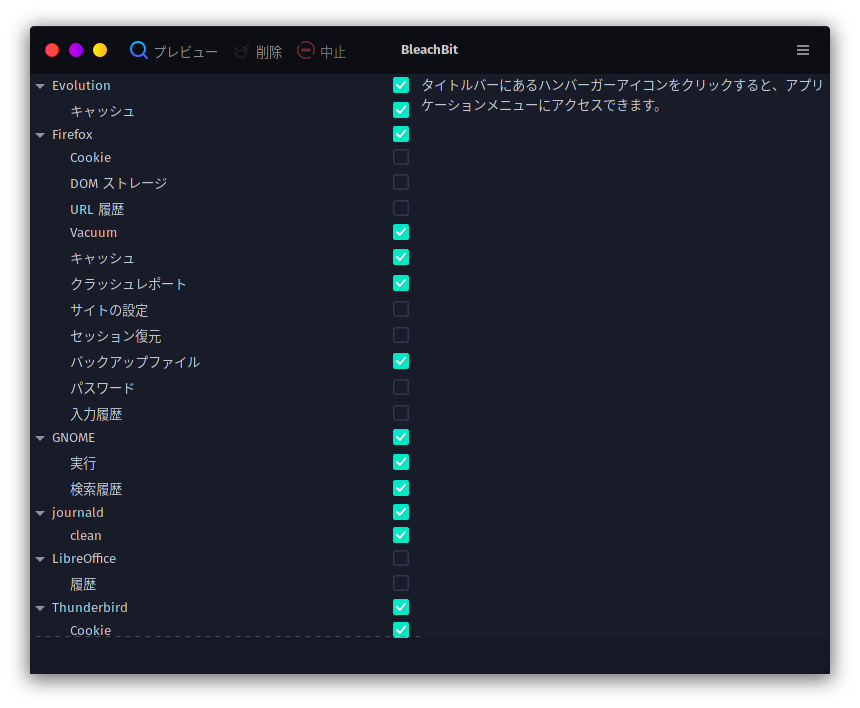 プレビュー 削除 中止 BleachBit
Evolution
キャッシュ
Firefox
Cookie
DOM ストレージ
URL 履歴
Vacuum
キャッシュ
クラッシュレポート
サイトの設定
セッション復元
バックアップファイル
パスワード
入力履歴
GNOME
実行
検索履歴
journald
clean
LibreOffice
履歴
Thunderbird
Cookie
タイトルバーにあるハンバーガーアイコンをクリックすると、アプリ
ケーションメニューにアクセスできます。